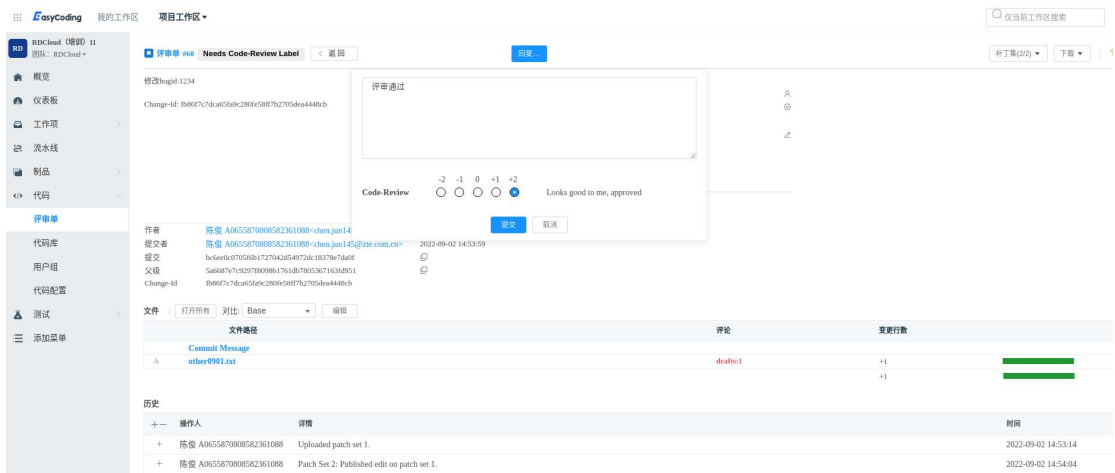 EasyCoding 我的工作区 项目工作区 仅当前工作区搜索
RD RDCloud（培训）11
团队：RDCloud
评审单 #68 Needs Code-Review Label < 返回 回复... 补丁集(2/2) 下载
概览
仪表板
工作项
流水线
制品
代码
评审单
代码库
用户组
代码配置
测试
添加菜单
修改bugid:1234
Change-Id: Ib86f7c7dca65fa9c280fe58ff7b2705dea4448cb
评审通过
-2 -1 0 +1 +2
Code-Review Looks good to me, approved
提交 取消
作者 陈俊 A0655870808582361088<chen.jun14
提交者 陈俊 A0655870808582361088<chen.jun145@zte.com.cn> 2022-09-02 14:53:59
提交 bc6ee0c0705f6b1727042d54972dc18378e7da0f
父级 5a6687e7c9297f8098b1761db7805367163fd951
Change-Id Ib86f7c7dca65fa9c280fe58ff7b2705dea4448cb
文件 打开所有 对比: Base 编辑
文件路径 评论 变更行数
Commit Message
A other0901.txt drafts:1 +1
+1
历史
+− 操作人 详情 时间
+ 陈俊 A0655870808582361088 Uploaded patch set 1. 2022-09-02 14:53:14
+ 陈俊 A0655870808582361088 Patch Set 2: Published edit on patch set 1. 2022-09-02 14:54:04